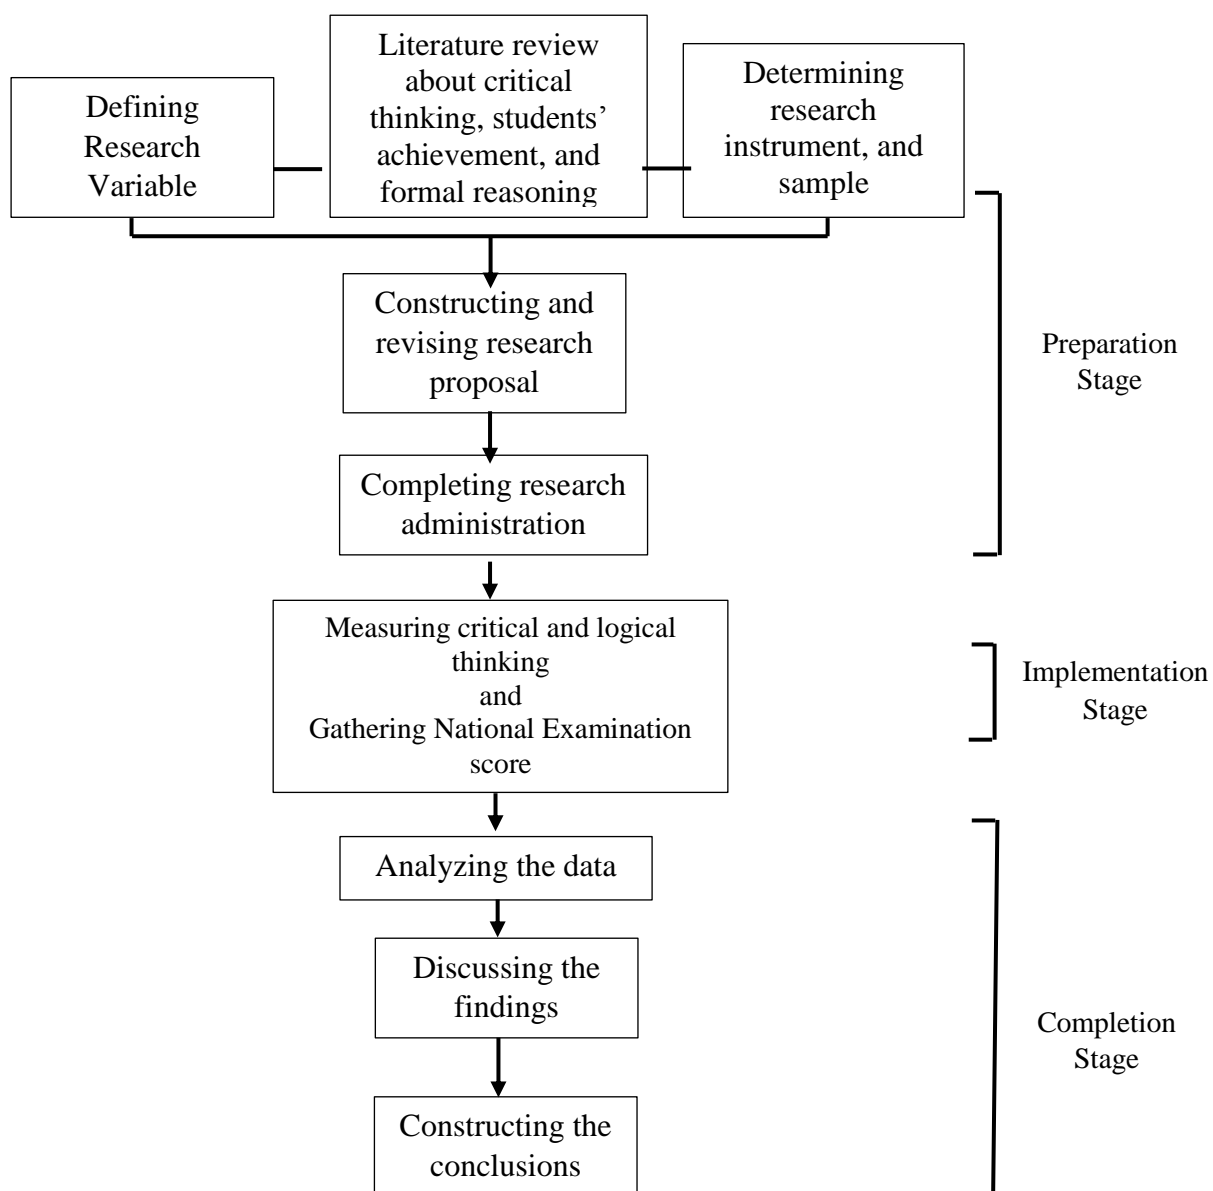 Defining
Research
Variable
Literature review
about critical
thinking, students’
achievement, and
formal reasoning
Determining
research
instrument, and
sample
Constructing and
revising research
proposal
Completing research
administration
Preparation
Stage
Measuring critical and logical
thinking
and
Gathering National Examination
score
Implementation
Stage
Analyzing the data
Discussing the
findings
Constructing the
conclusions
Completion
Stage